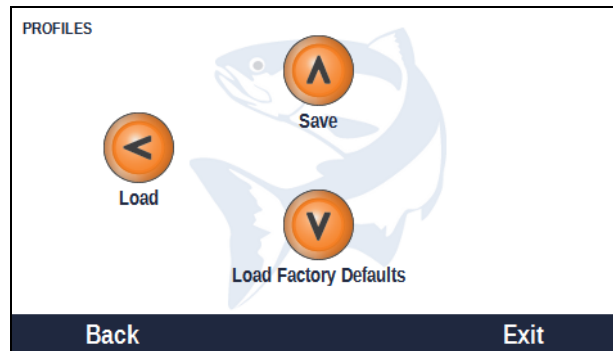 PROFILES
Save
Load
Load Factory Defaults
Back Exit